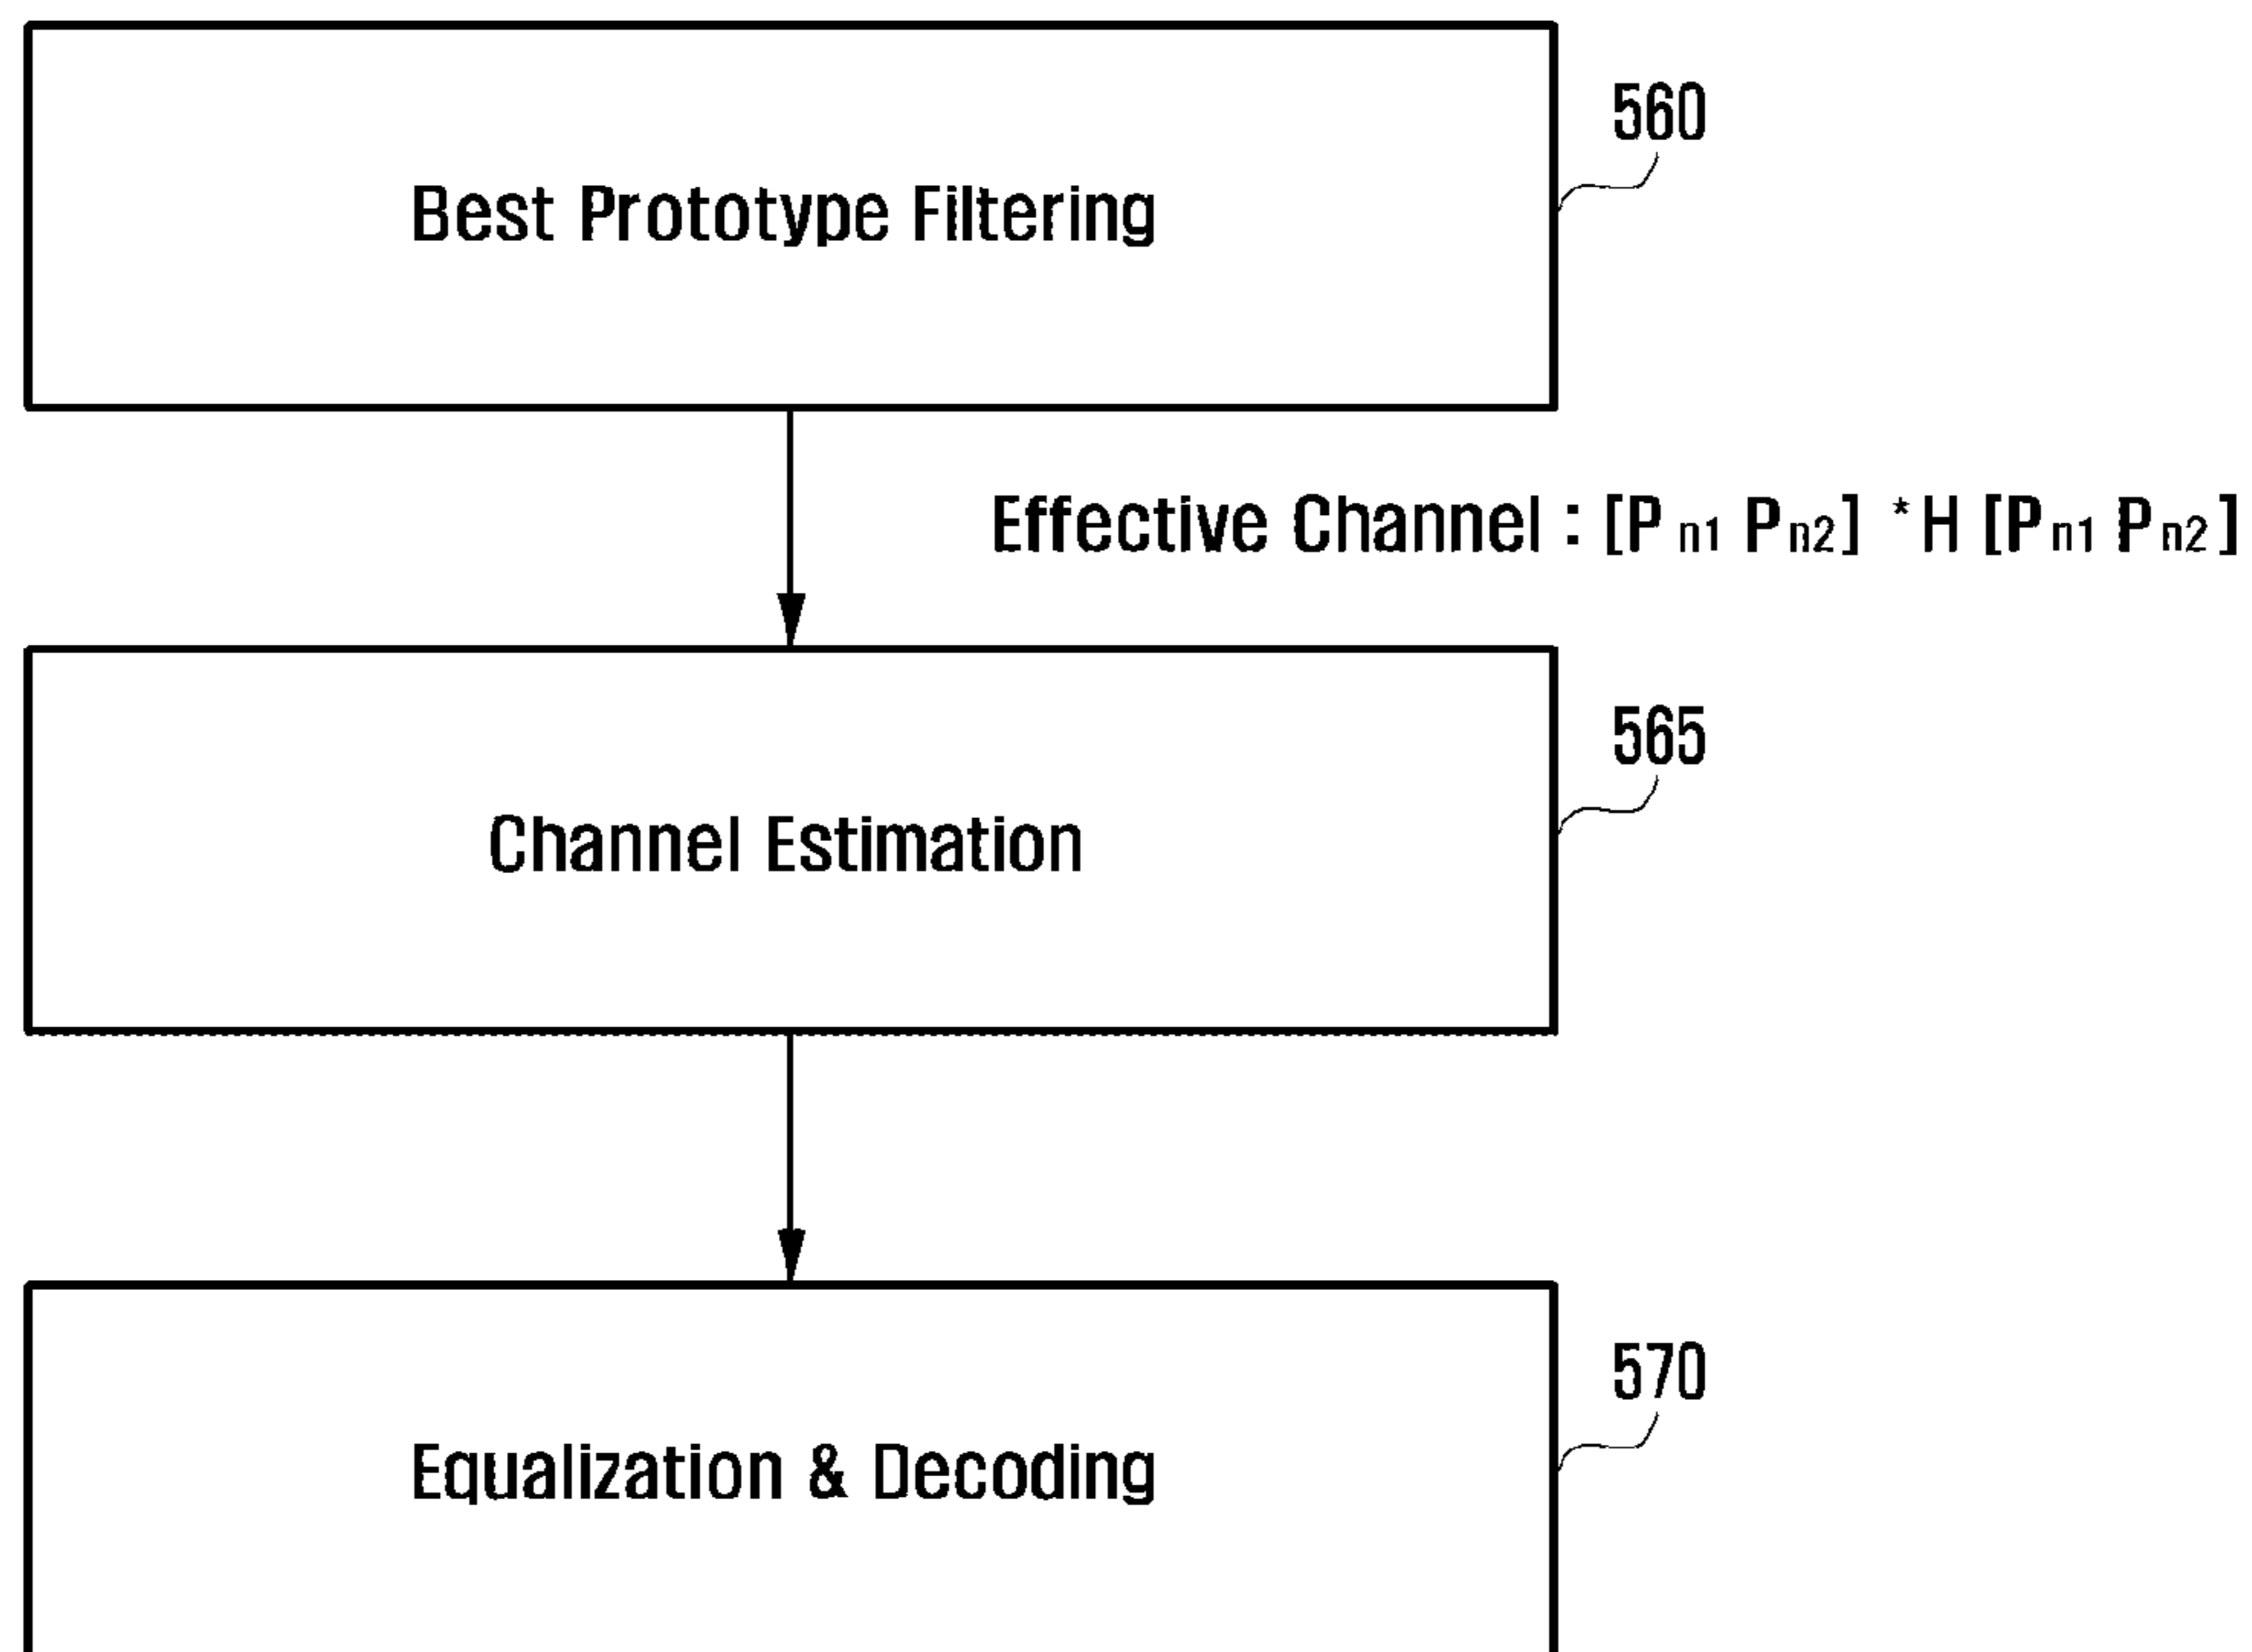 560
Best Prototype Filtering
Effective Channel : [P n1 P n2] * H [P n1 P n2]
565
Channel Estimation
570
Equalization & Decoding